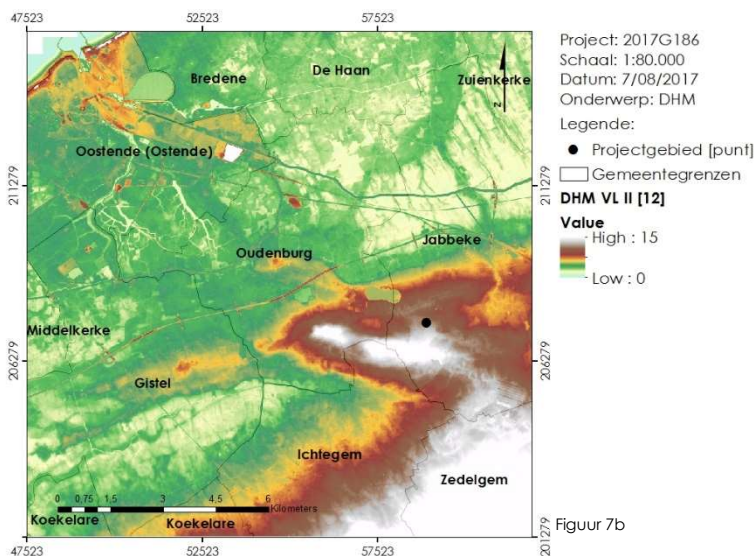 47523 52523 57523
Bredene
De Haan
Zuienkerke
z
Oostende (Ostende)
211279 211279
Oudenburg
Jabbeke
Middelkerke
206279 206279
Gistel
Ichtegem
Zedelgem
0 0,75 1,5 3 4,5 6
Kilometers
Koekelare
Koekelare
201279
47523 52523 57523
Project: 2017G186
Schaal: 1:80.000
Datum: 7/08/2017
Onderwerp: DHM
Legende:
Projectgebied [punt]
Gemeentegrenzen
DHM VL II [12]
Value
High : 15
Low : 0
Figuur 7b